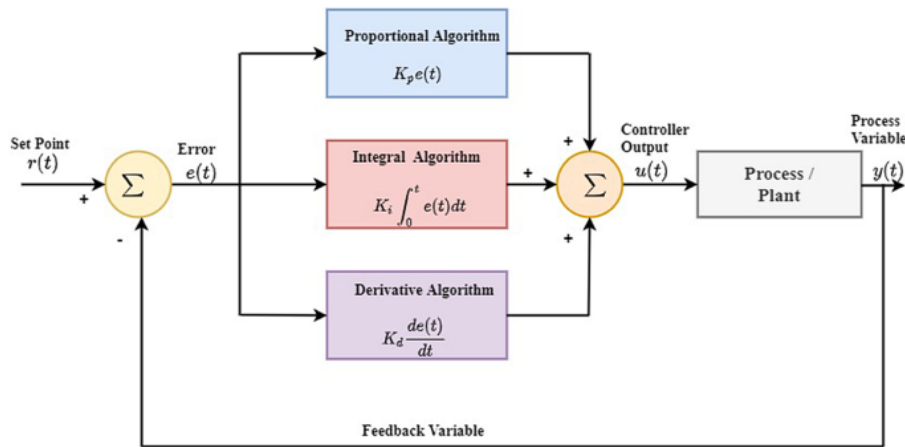 Proportional Algorithm
K_p e(t)
Set Point
r(t)
+
-
Σ
Error
e(t)
Integral Algorithm
K_i ∫_0^t e(t)dt
Derivative Algorithm
K_d de(t)/dt
+
+
+
Σ
Controller
Output
u(t)
Process /
Plant
Process
Variable
y(t)
Feedback Variable